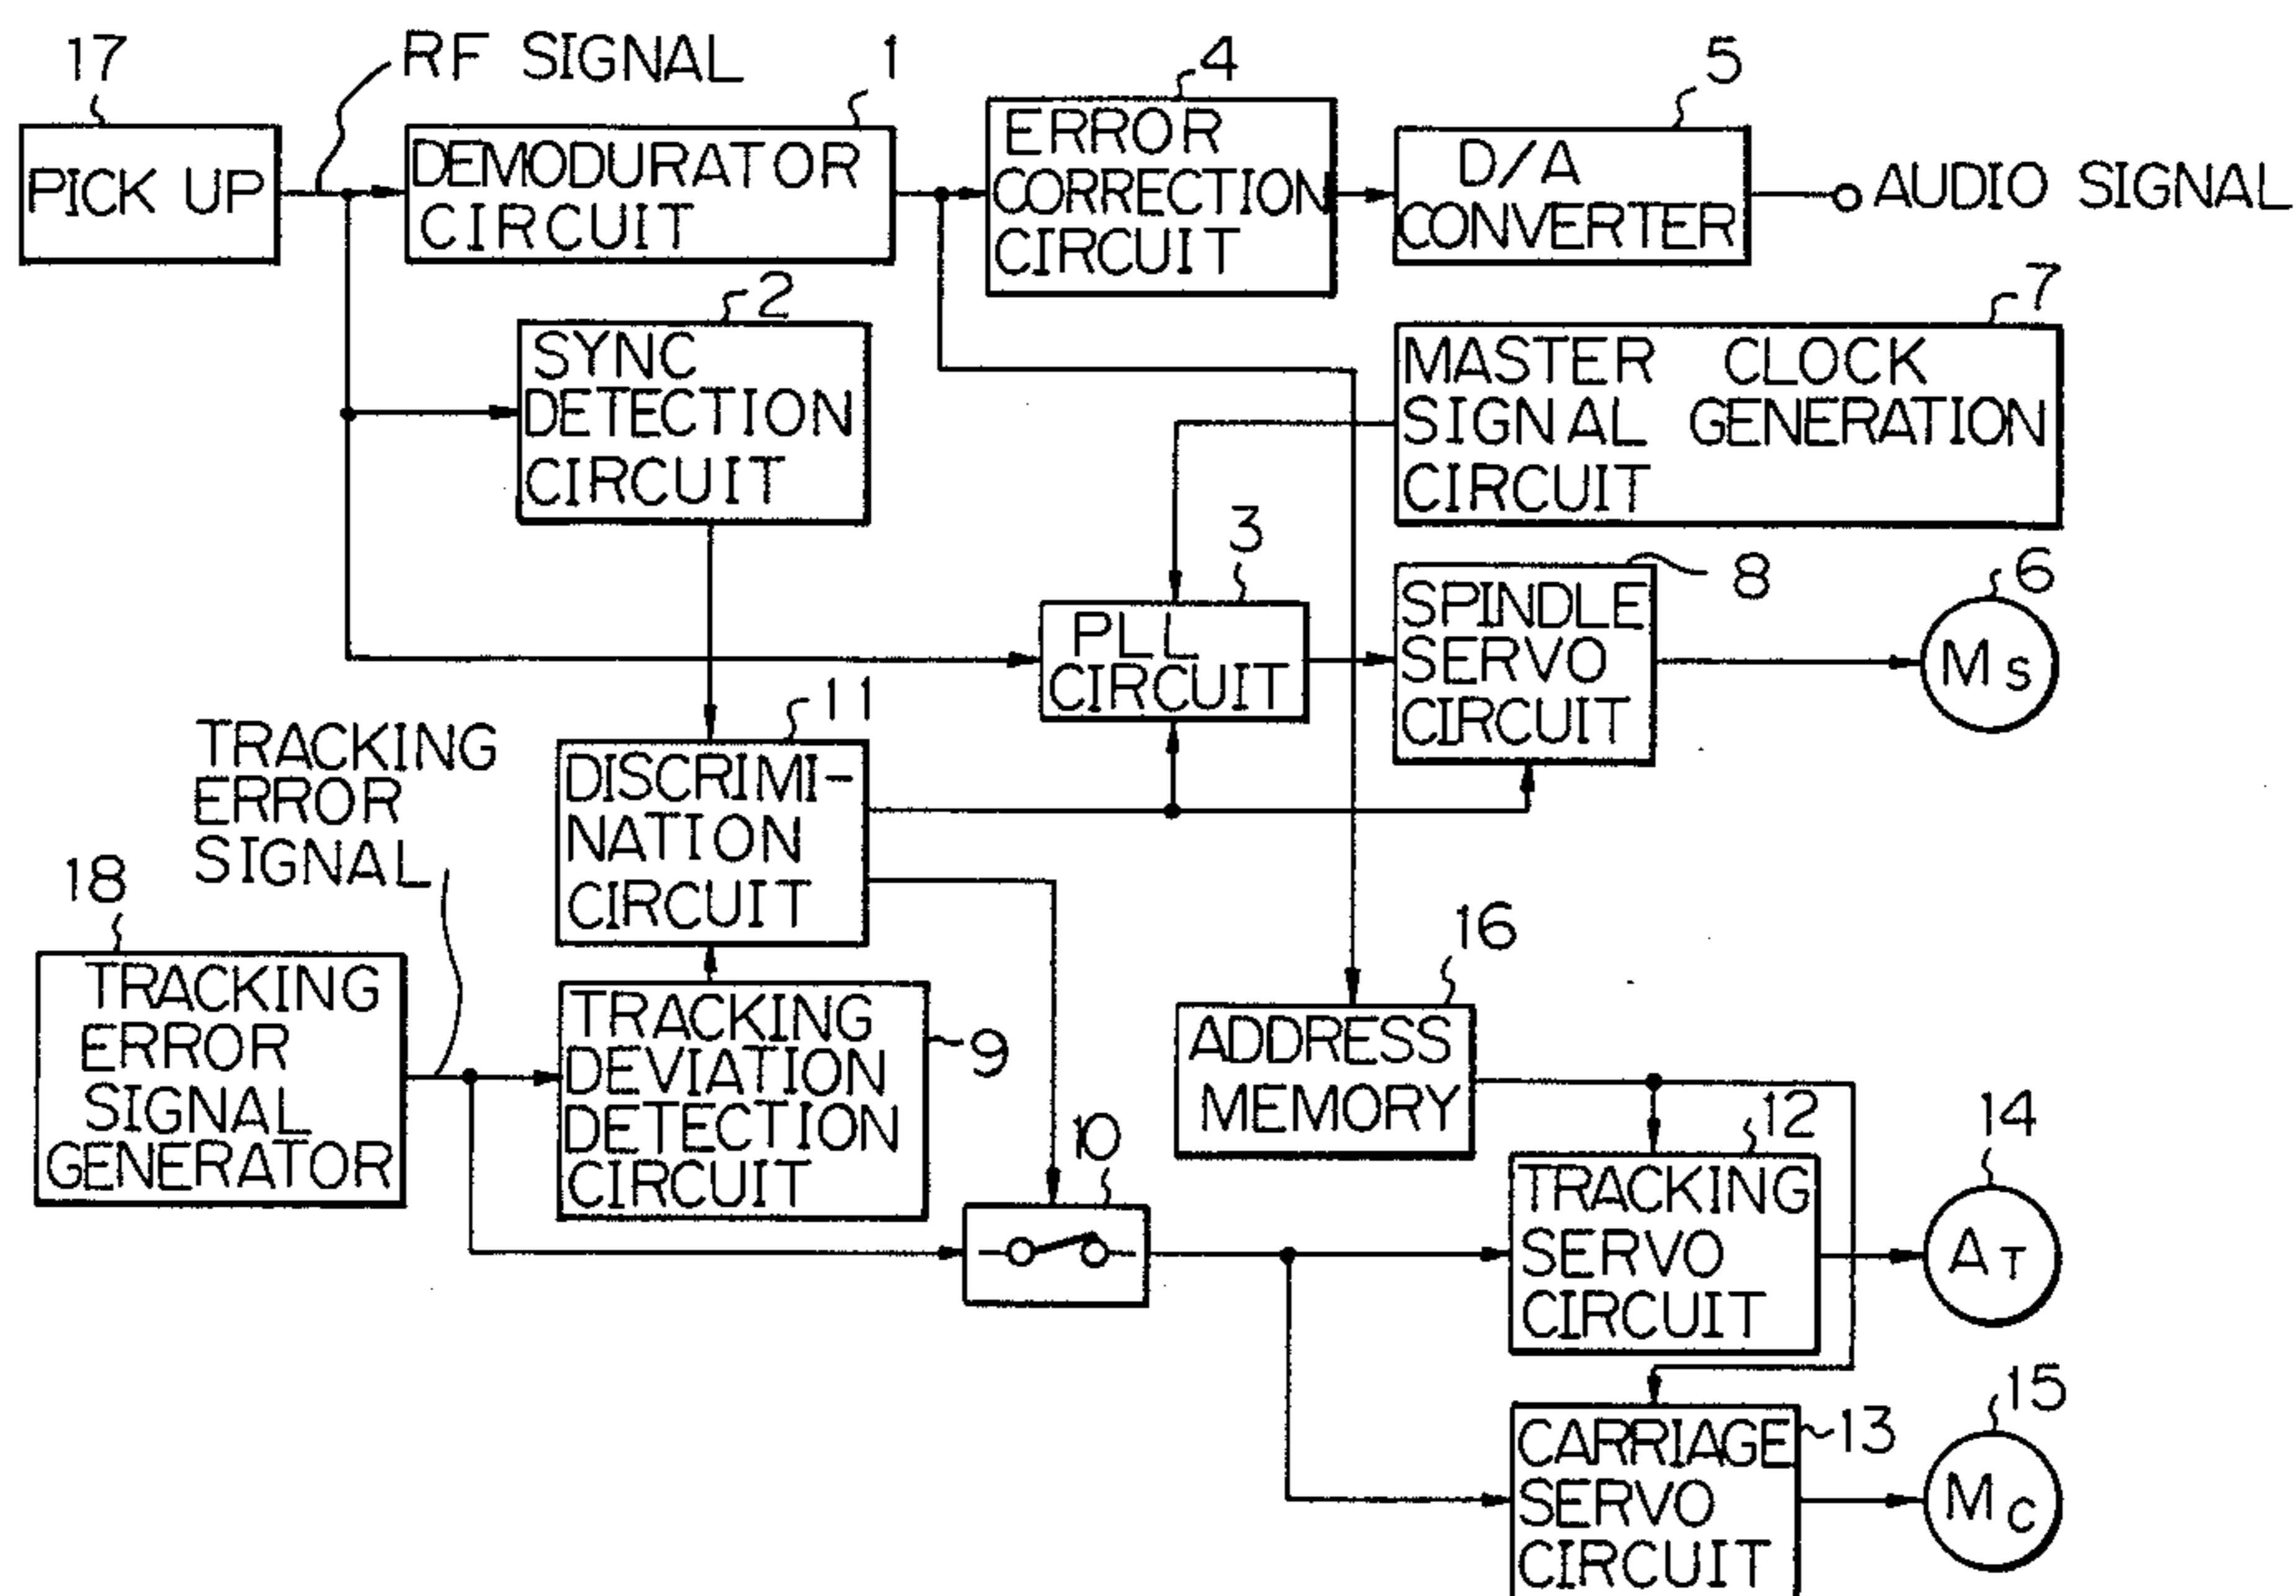 17
RF SIGNAL
1
4
5
PICK UP
DEMODURATOR
CIRCUIT
ERROR
CORRECTION
CIRCUIT
D/A
CONVERTER
AUDIO SIGNAL
2
7
SYNC
DETECTION
CIRCUIT
MASTER CLOCK
SIGNAL GENERATION
CIRCUIT
3
8
6
PLL
CIRCUIT
SPINDLE
SERVO
CIRCUIT
MS
11
TRACKING
ERROR
SIGNAL
DISCRIMI-
NATION
CIRCUIT
18
16
TRACKING
ERROR
SIGNAL
GENERATOR
TRACKING
DEVIATION
DETECTION
CIRCUIT
9
ADDRESS
MEMORY
10
12
14
TRACKING
SERVO
CIRCUIT
AT
13
15
CARRIAGE
SERVO
CIRCUIT
MC